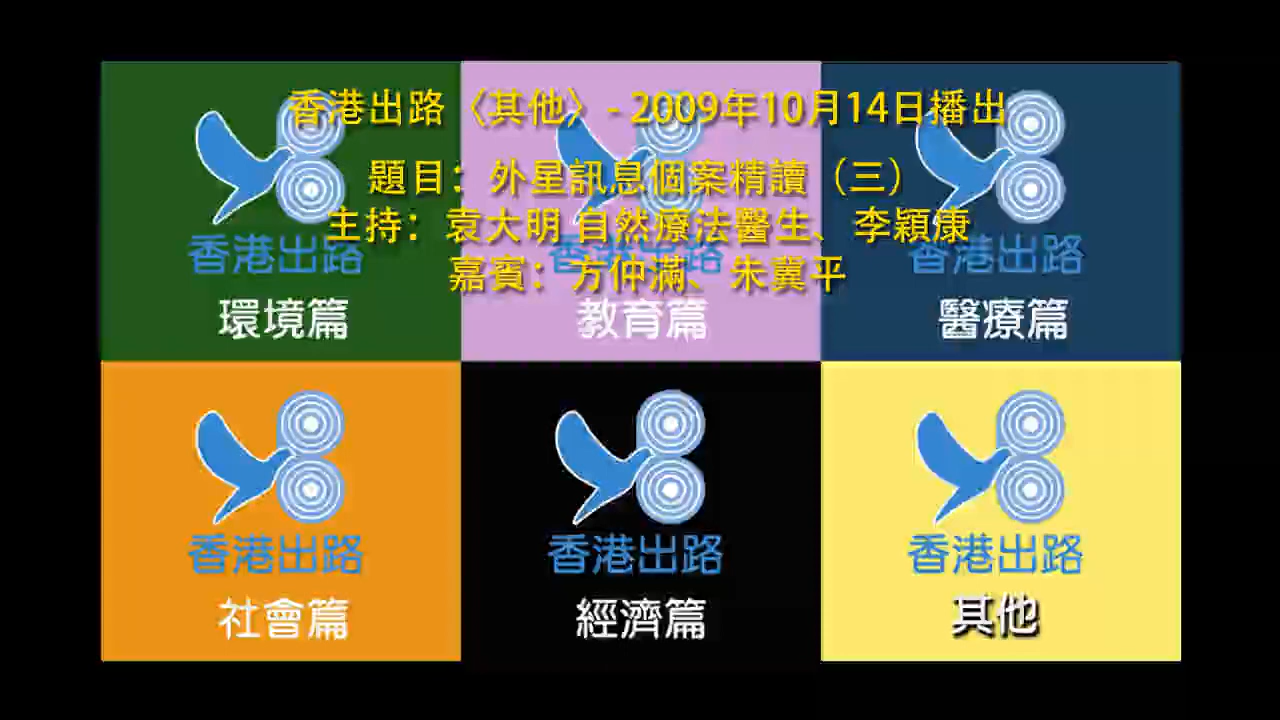 香港出路〈其他〉- 2009年10月14日播出
題目：外星訊息個案精讀（三）
主持：袁大明 自然療法醫生、李穎康
嘉賓：方仲滿、朱冀平
香港出路
環境篇
香港出路
教育篇
香港出路
醫療篇
香港出路
社會篇
香港出路
經濟篇
香港出路
其他